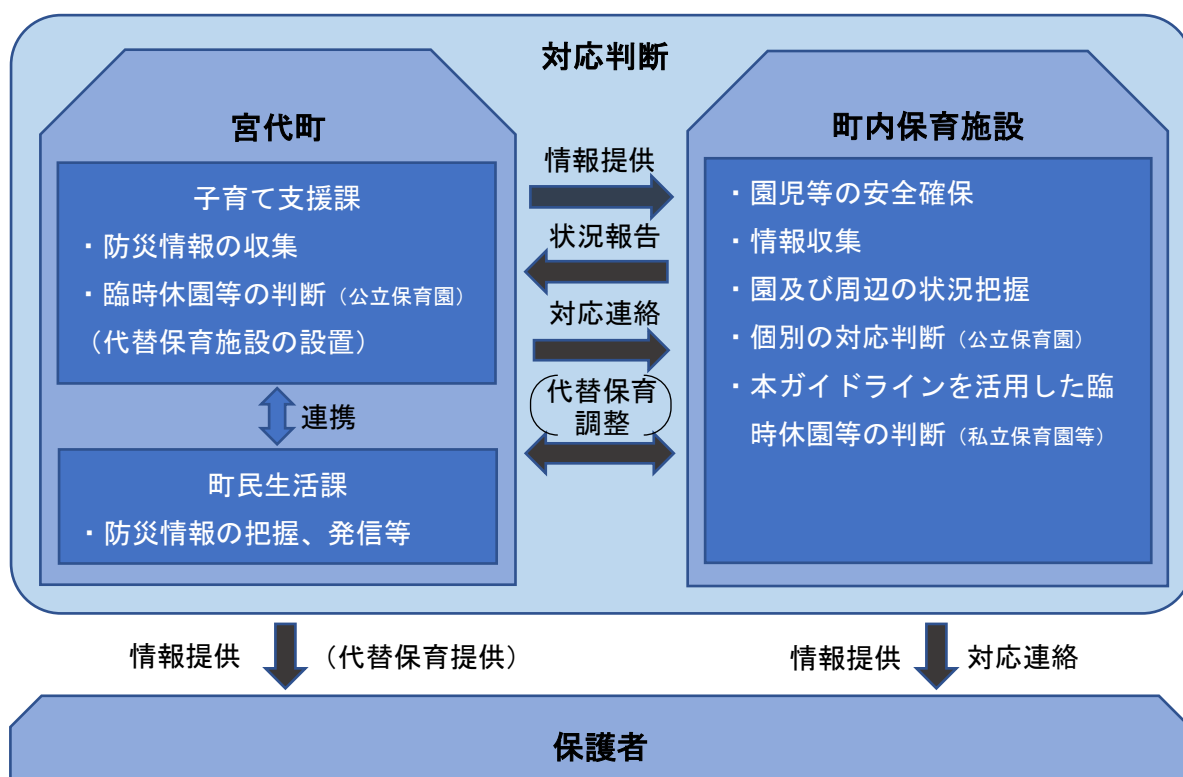 対応判断
宮代町
子育て支援課
・防災情報の収集
・臨時休園等の判断（公立保育園）
（代替保育施設の設置）
連携
町民生活課
・防災情報の把握、発信等
情報提供
状況報告
対応連絡
代替保育
調整
町内保育施設
・園児等の安全確保
・情報収集
・園及び周辺の状況把握
・個別の対応判断（公立保育園）
・本ガイドラインを活用した臨
時休園等の判断（私立保育園等）
情報提供
（代替保育提供）
情報提供
対応連絡
保護者